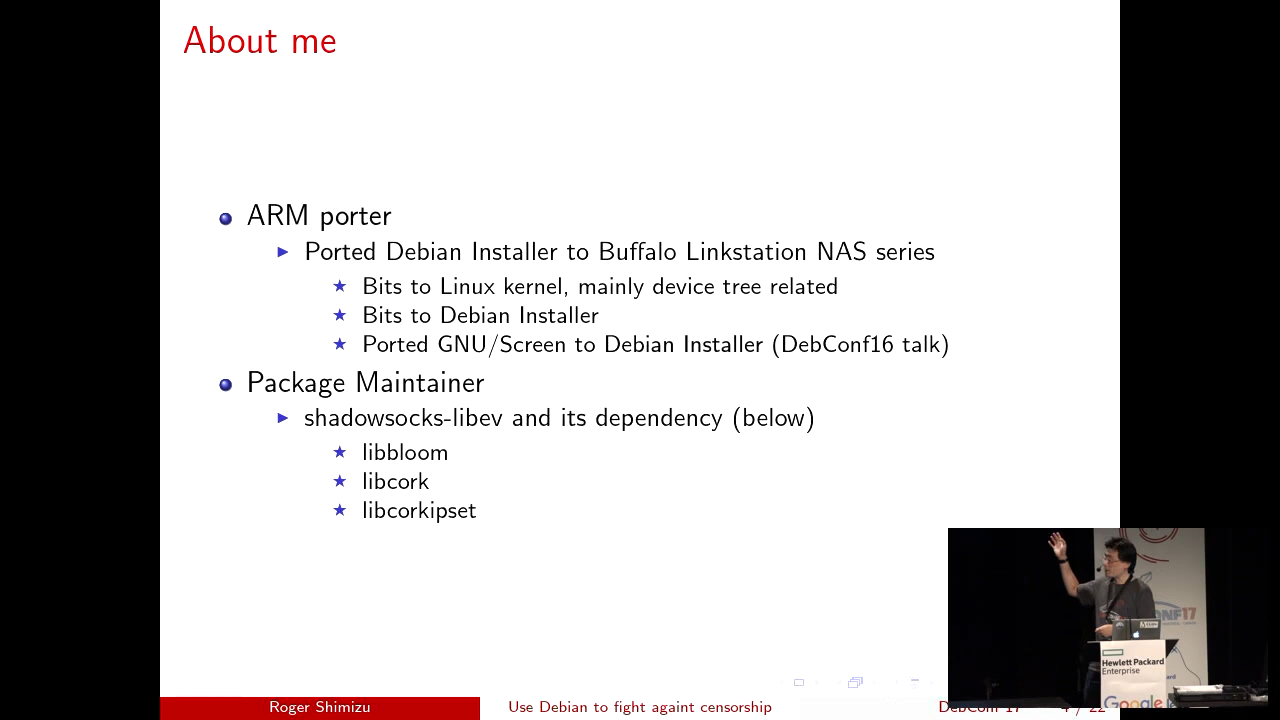 About me
ARM porter
Ported Debian Installer to Buffalo Linkstation NAS series
Bits to Linux kernel, mainly device tree related
Bits to Debian Installer
Ported GNU/Screen to Debian Installer (DebConf16 talk)
Package Maintainer
shadowsocks-libev and its dependency (below)
libbloom
libcork
libcorkipset
NF17
Hewlett Packard
Enterprise
Google
Roger Shimizu
Use Debian to fight againt censorship